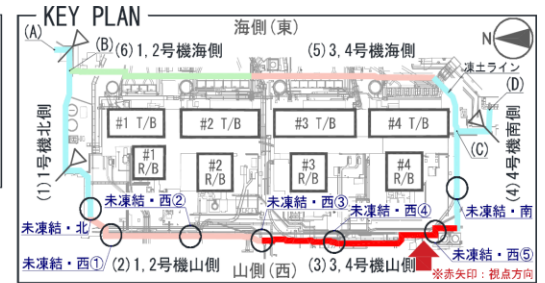 KEY PLAN
海側(東)
(A)
(B)
(6)1,2号機海側
(5)3,4号機海側
N
凍土ライン
(D)
#1 T/B
#2 T/B
#3 T/B
#4 T/B
(1)1号機北側
#1
R/B
#2
R/B
#3
R/B
#4
R/B
(C)
(4)4号機南側
未凍結・西②
未凍結・西③
未凍結・西④
未凍結・北
未凍結・南
未凍結・西①
(2)1,2号機山側
山側(西)
(3)3,4号機山側
未凍結・西⑤
※赤矢印:視点方向